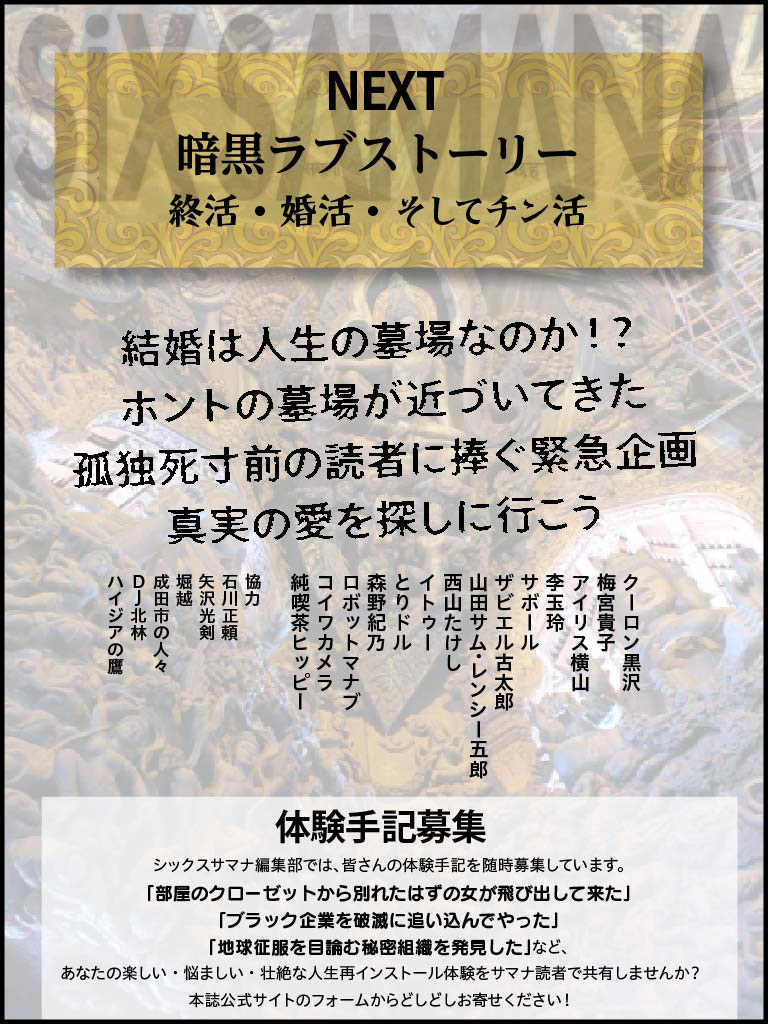 SiX SAMANA
NEXT
暗黒ラブストーリー
終活・婚活・そしてチン活
結婚は人生の墓場なのか！？
ホントの墓場が近づいてきた
孤独死寸前の読者に捧ぐ緊急企画
真実の愛を探しに行こう
クーロン黒沢
梅宮貴子
アイリス横山
李玉玲
サボール
ザビエル古太郎
山田サム・レンシー五郎
西山たけし
イトゥー
とりドル
森野紀乃
ロボットマナブ
コイワカメラ
純喫茶ヒッピー
協力
石川正頼
矢沢光剣
堀越
成田市の人々
DJ北林
ハイジアの鷹
体験手記募集
シックスサマナ編集部では、皆さんの体験手記を随時募集しています。
「部屋のクローゼットから別れたはずの女が飛び出して来た」
「ブラック企業を破滅に追い込んでやった」
「地球征服を目論む秘密組織を発見した」など、
あなたの楽しい・悩ましい・壮絶な人生再インストール体験をサマナ読者で共有しませんか？
本誌公式サイトのフォームからどしどしお寄せください！